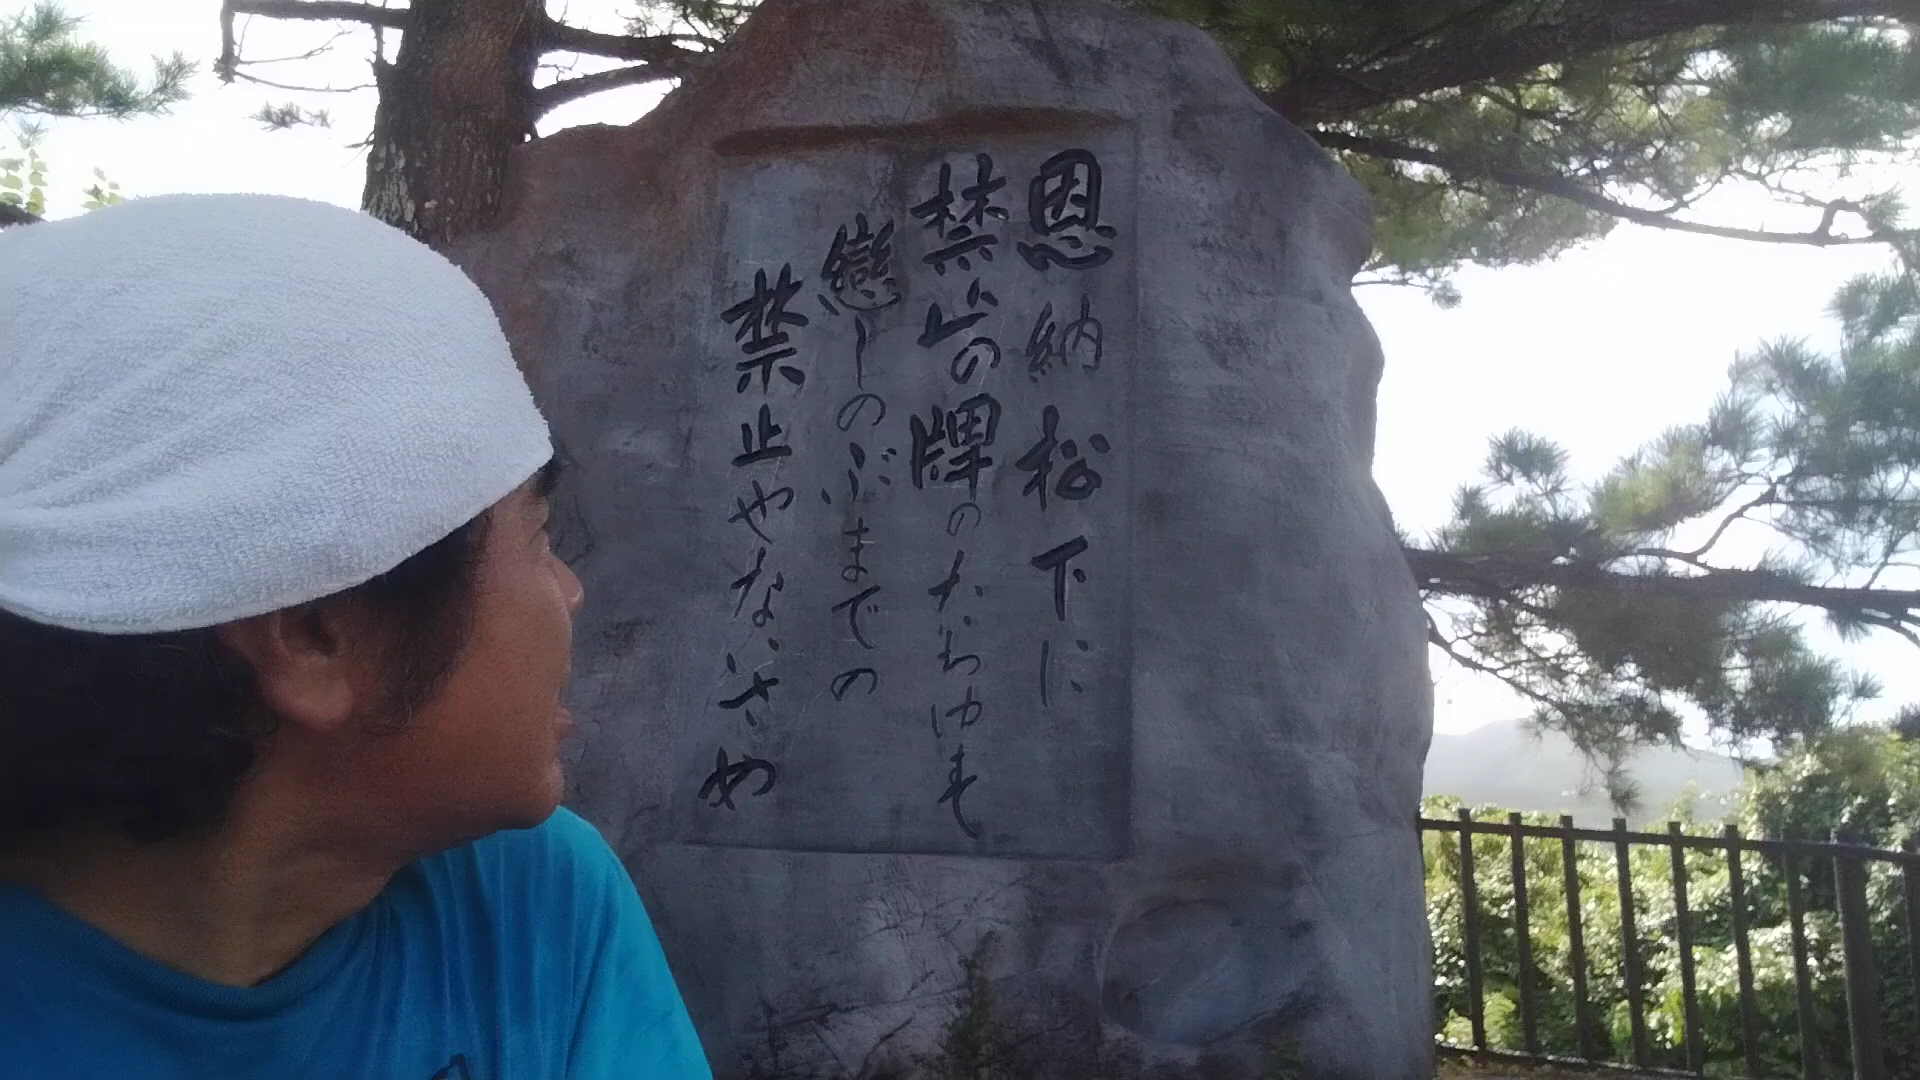 恩納松下に
禁止の牌のたちゆも
戀しのぶまでの
禁止やないさめ